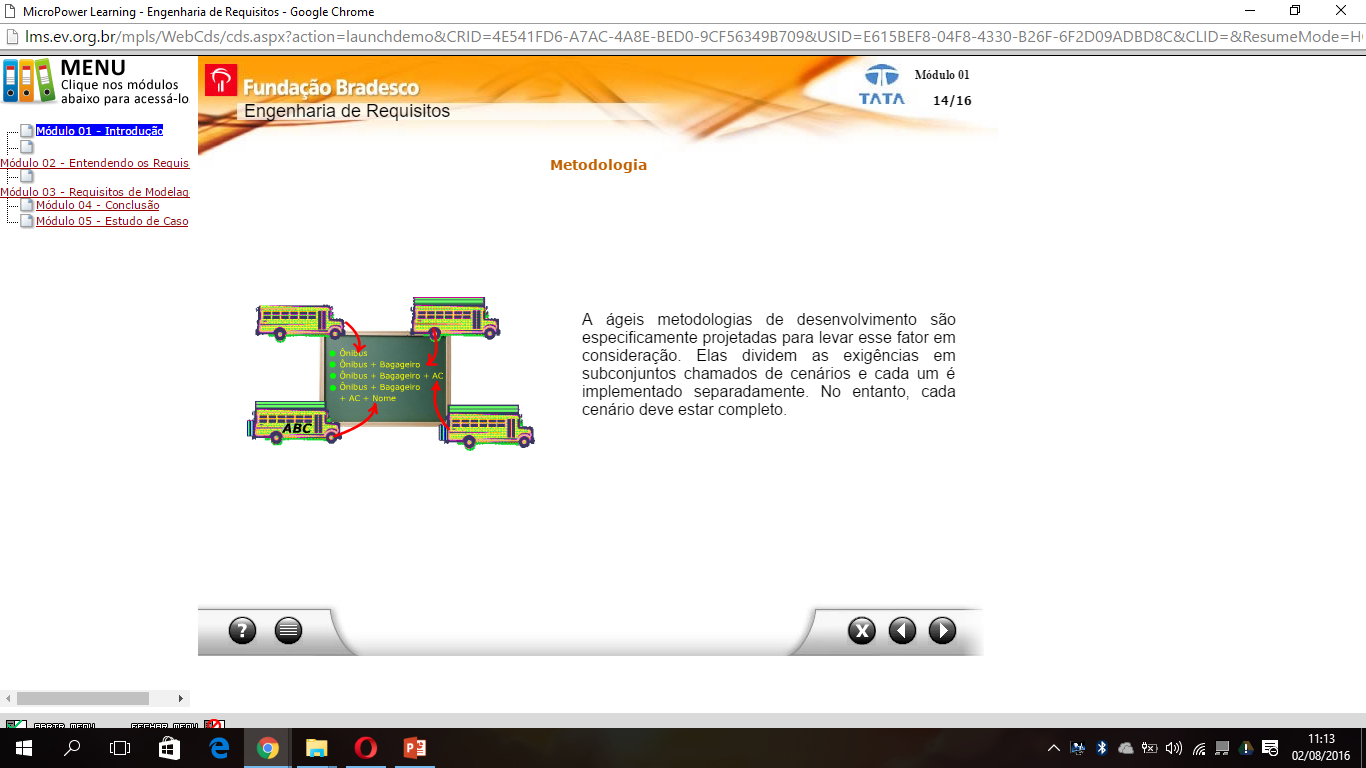 MicroPower Learning - Engenharia de Requisitos - Google Chrome
lms.ev.org.br/mpls/WebCds/cds.aspx?action=launchdemo&CRID=4E541FD6-A7AC-4A8E-BED0-9CF56349B709&USID=E615BEF8-04F8-4330-B26F-6F2D09ADBD8C&CLID=&ResumeMode=H
MENU
Clique nos módulos
abaixo para acessá-lo
Módulo 01 - Introdução
Módulo 02 - Entendendo os Requis
Módulo 03 - Requisitos de Modelag
Módulo 04 - Conclusão
Módulo 05 - Estudo de Caso
Fundação Bradesco
Engenharia de Requisitos
TATA
Módulo 01
14/16
Metodologia
Ônibus
Ônibus + Bagageiro
Ônibus + Bagageiro + AC
Ônibus + Bagageiro
+ AC + Nome
ABC
A ágeis metodologias de desenvolvimento são
especificamente projetadas para levar esse fator em
consideração. Elas dividem as exigências em
subconjuntos chamados de cenários e cada um é
implementado separadamente. No entanto, cada
cenário deve estar completo.
?
X
ABRIR MENU FECHAR MENU
11:13
02/08/2016